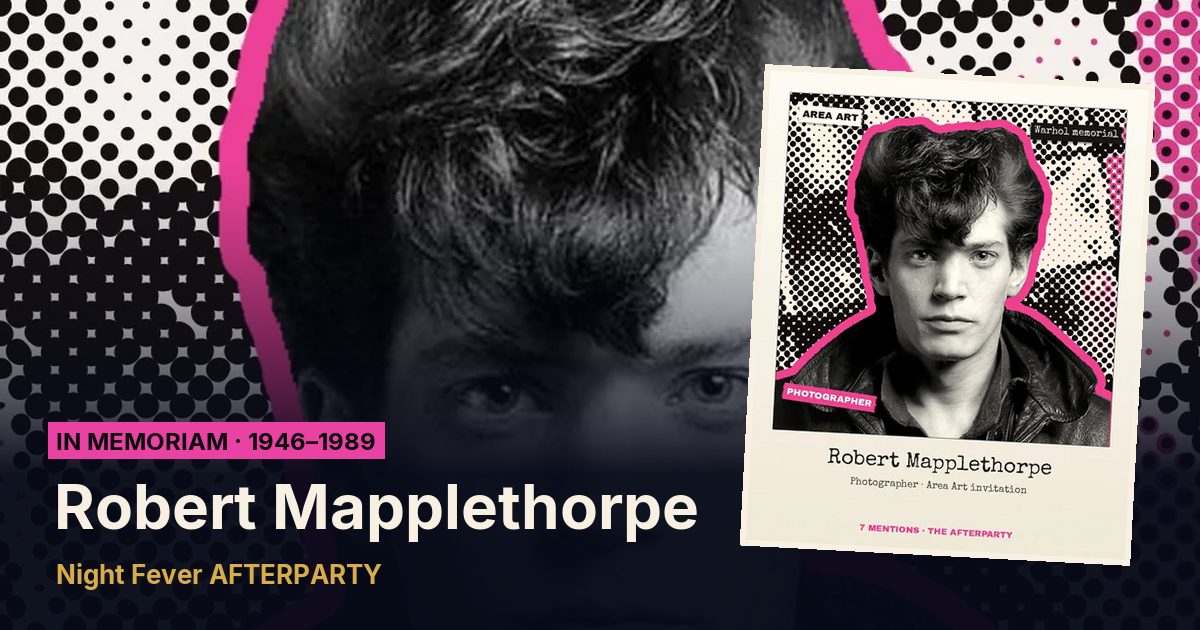 IN MEMORIAM · 1946–1989
Robert Mapplethorpe
Night Fever AFTERPARTY
AREA ART
Warhol memorial
PHOTOGRAPHER
Robert Mapplethorpe
Photographer · Area Art invitation
7 MENTIONS · THE AFTERPARTY